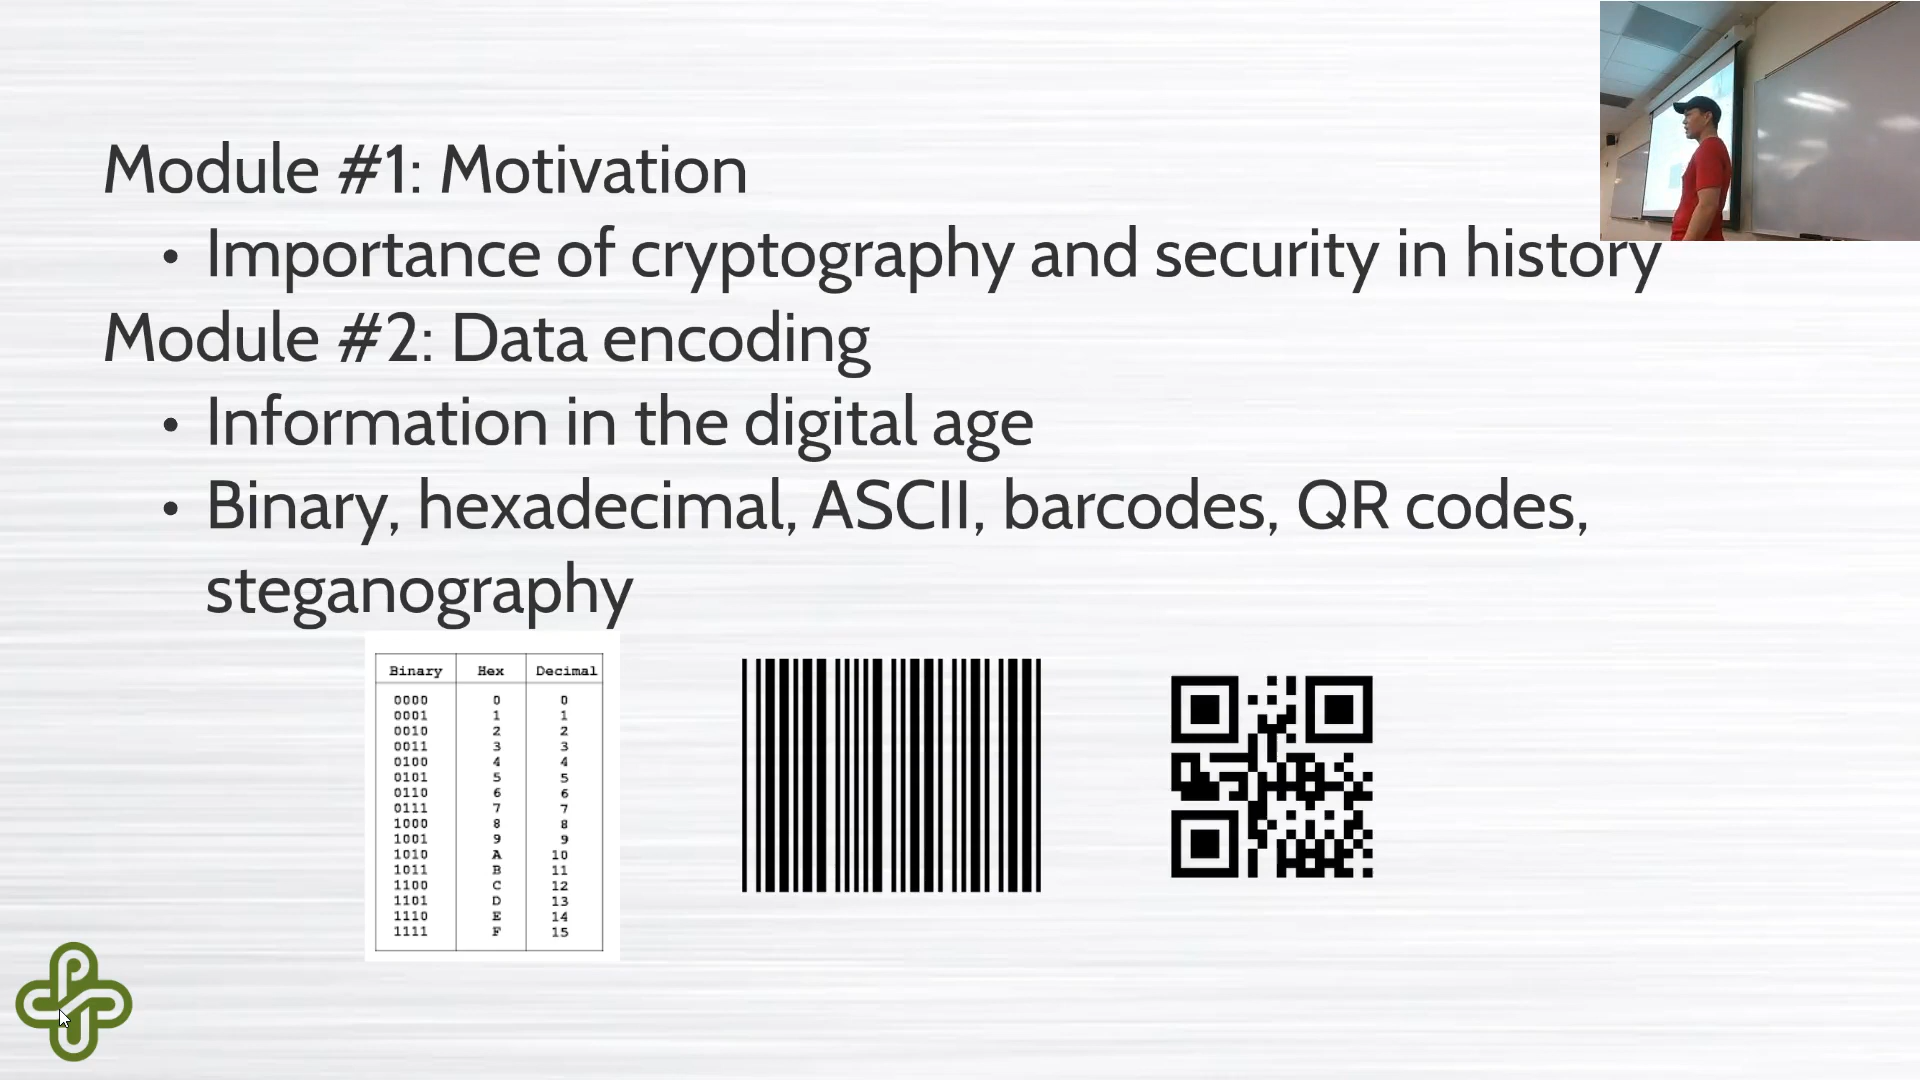 Module #1: Motivation
• Importance of cryptography and security in history
Module #2: Data encoding
• Information in the digital age
• Binary, hexadecimal, ASCII, barcodes, QR codes,
steganography
Binary Hex Decimal
0000 0 0
0001 1 1
0010 2 2
0011 3 3
0100 4 4
0101 5 5
0110 6 6
0111 7 7
1000 8 8
1001 9 9
1010 A 10
1011 B 11
1100 C 12
1101 D 13
1110 E 14
1111 F 15